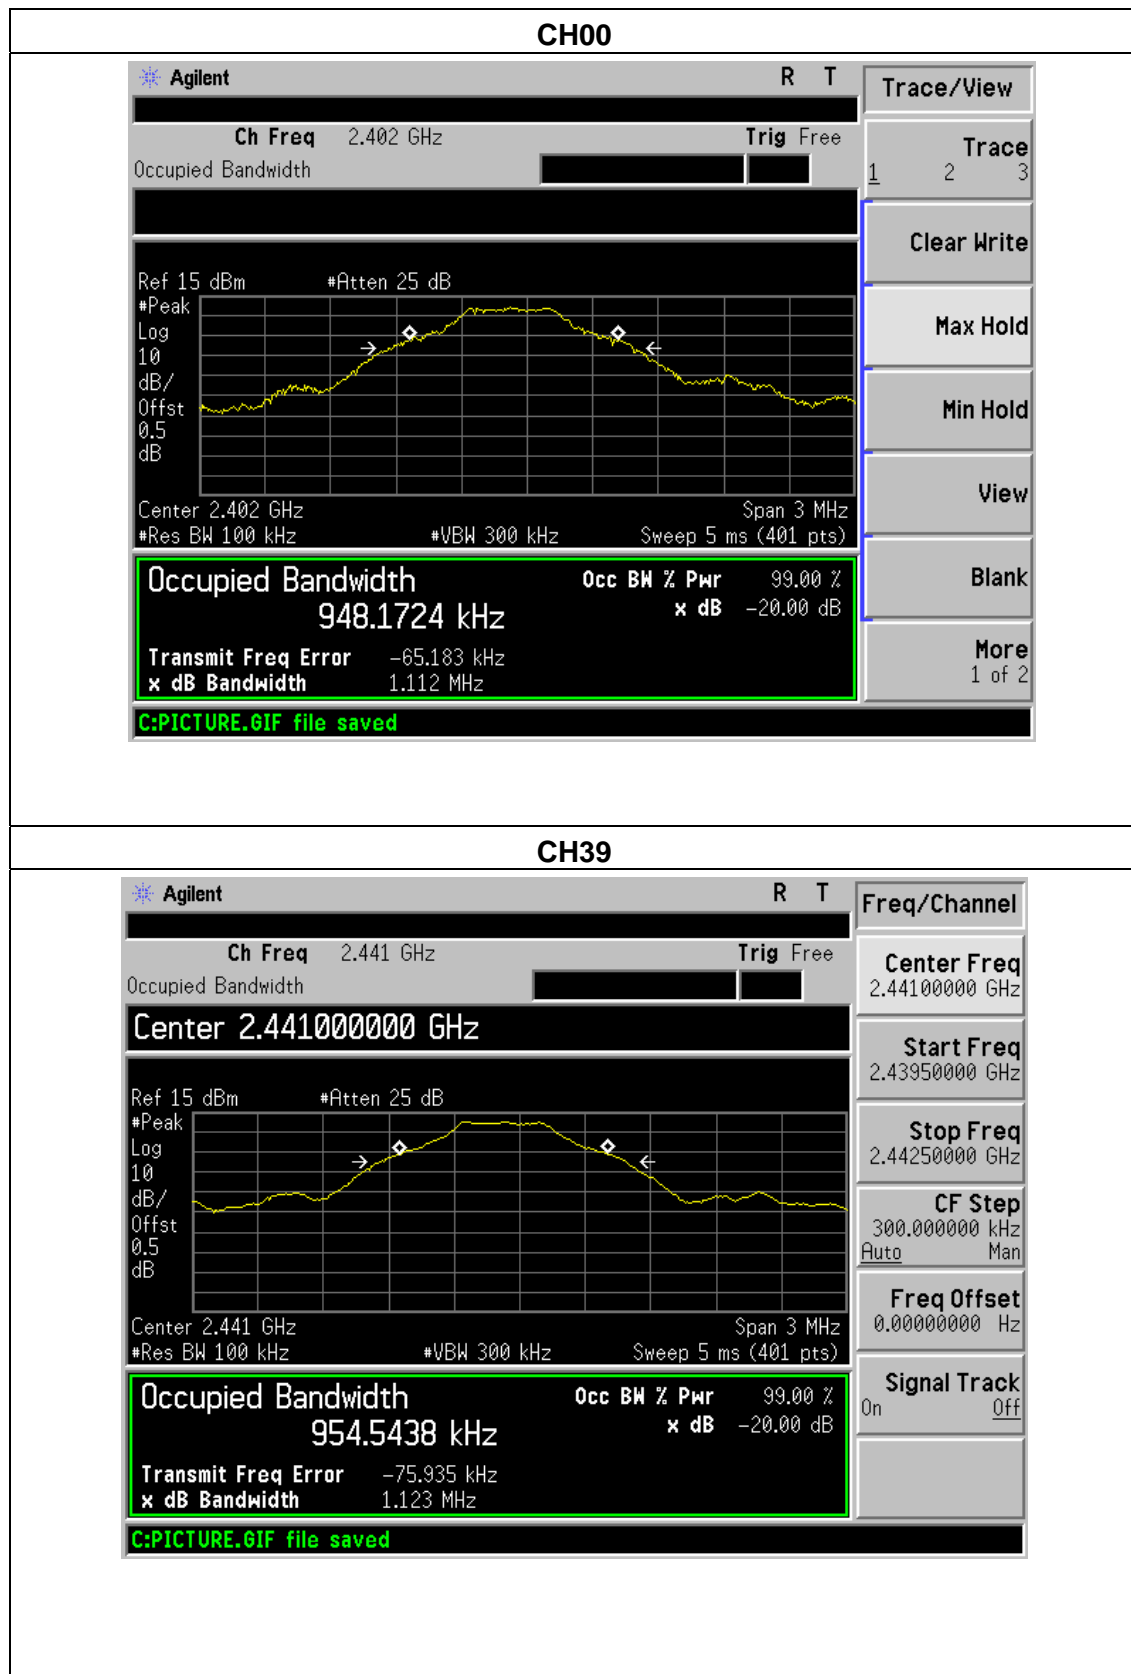 CH00
Agilent R T
Trace/View
Ch Freq 2.402 GHz Trig Free
Occupied Bandwidth
Trace
1 2 3
Clear Write
Ref 15 dBm #Atten 25 dB
#Peak
Log
10
dB/
Offst
0.5
dB
Max Hold
Min Hold
View
Center 2.402 GHz Span 3 MHz
#Res BW 100 kHz #VBW 300 kHz Sweep 5 ms (401 pts)
Occupied Bandwidth Occ BW % Pwr 99.00 %
948.1724 kHz x dB -20.00 dB
Blank
Transmit Freq Error -65.183 kHz
x dB Bandwidth 1.112 MHz
More
1 of 2
C:PICTURE.GIF file saved
CH39
Agilent R T
Freq/Channel
Ch Freq 2.441 GHz Trig Free
Occupied Bandwidth
Center Freq
2.44100000 GHz
Center 2.441000000 GHz
Start Freq
2.43950000 GHz
Ref 15 dBm #Atten 25 dB
#Peak
Log
10
dB/
Offst
0.5
dB
Stop Freq
2.44250000 GHz
CF Step
300.000000 kHz
Auto Man
Freq Offset
0.00000000 Hz
Center 2.441 GHz Span 3 MHz
#Res BW 100 kHz #VBW 300 kHz Sweep 5 ms (401 pts)
Signal Track
On Off
Occupied Bandwidth Occ BW % Pwr 99.00 %
954.5438 kHz x dB -20.00 dB
Transmit Freq Error -75.935 kHz
x dB Bandwidth 1.123 MHz
C:PICTURE.GIF file saved